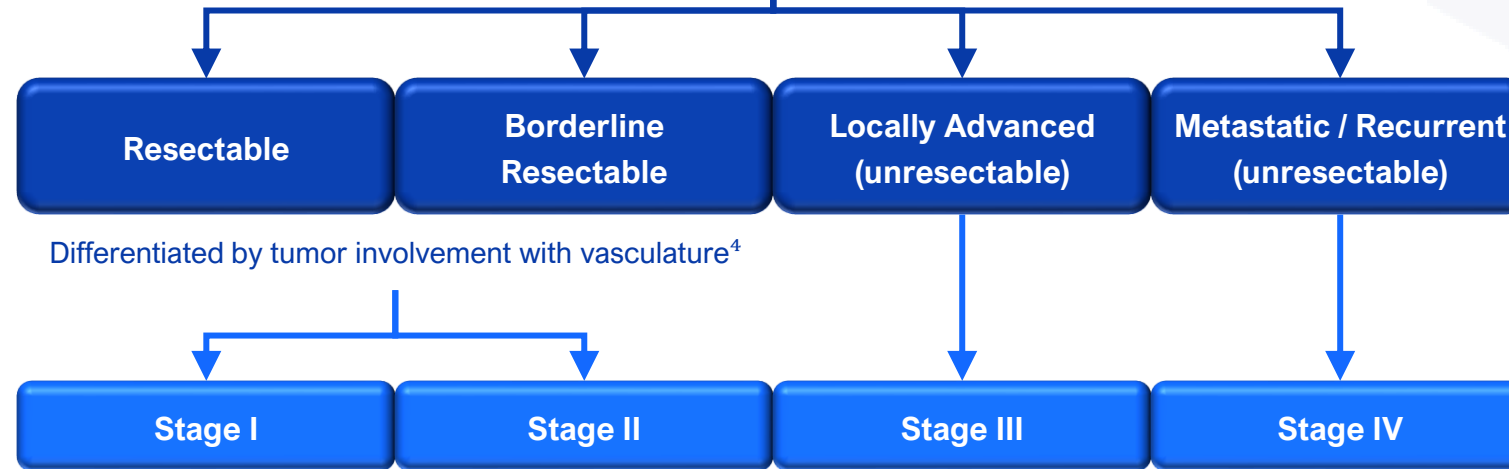 Resectable
Borderline
Resectable
Locally Advanced
(unresectable)
Metastatic / Recurrent
(unresectable)
Differentiated by tumor involvement with vasculature⁴
Stage I
Stage II
Stage III
Stage IV